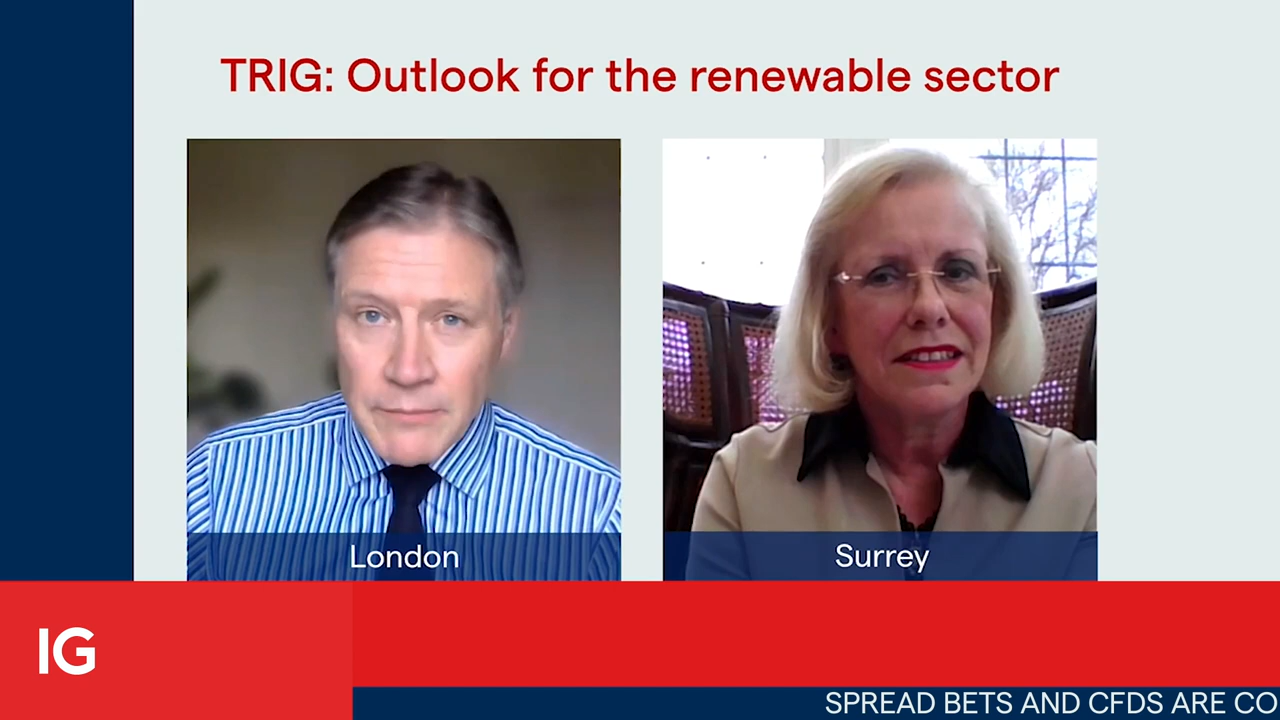 TRIG: Outlook for the renewable sector
London
Surrey
IG
SPREAD BETS AND CFDS ARE CO